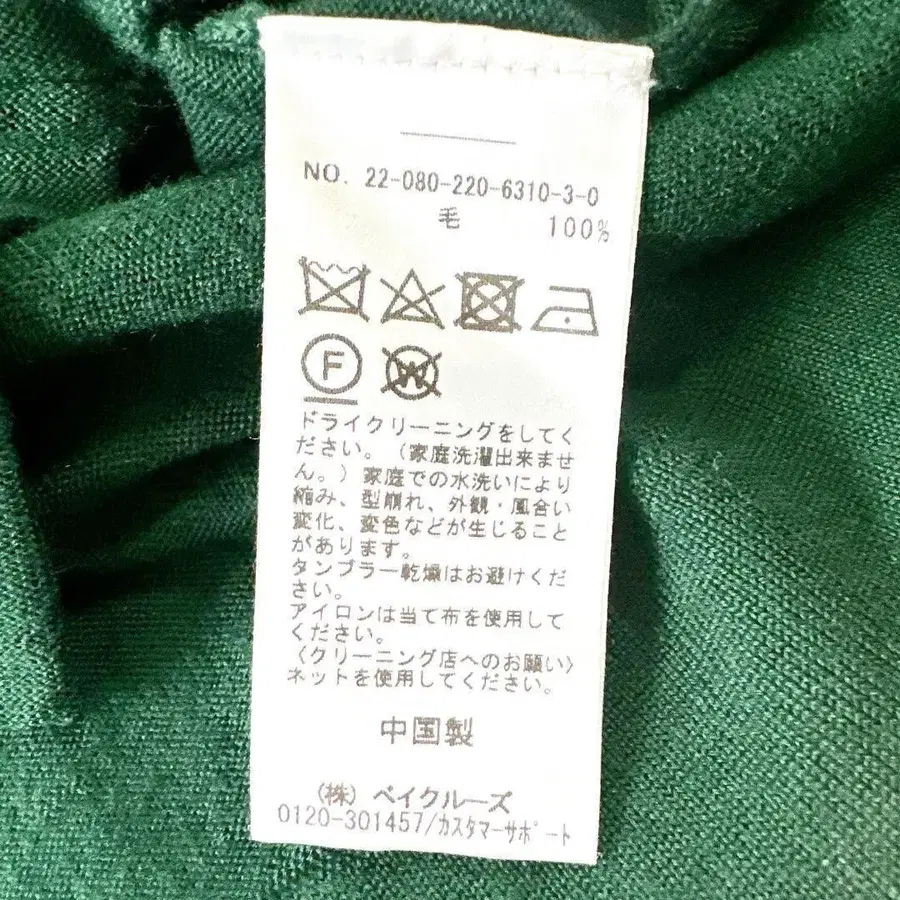 NO. 22-080-220-6310-3-0
毛 100%
F
W
ドライクリーニングをしてく
ださい。(家庭洗濯出来ませ
ん。)家庭での水洗いにより
縮み、型崩れ、外観・風合い
変化、変色などが生じること
があります。
タンブラー乾燥はお避けくだ
さい。
アイロンは当て布を使用して
ください。
〈クリーニング店へのお願い〉
ネットを使用してください。
中国製
(株)ベイクルーズ
0120-301457/カスタマーサポート